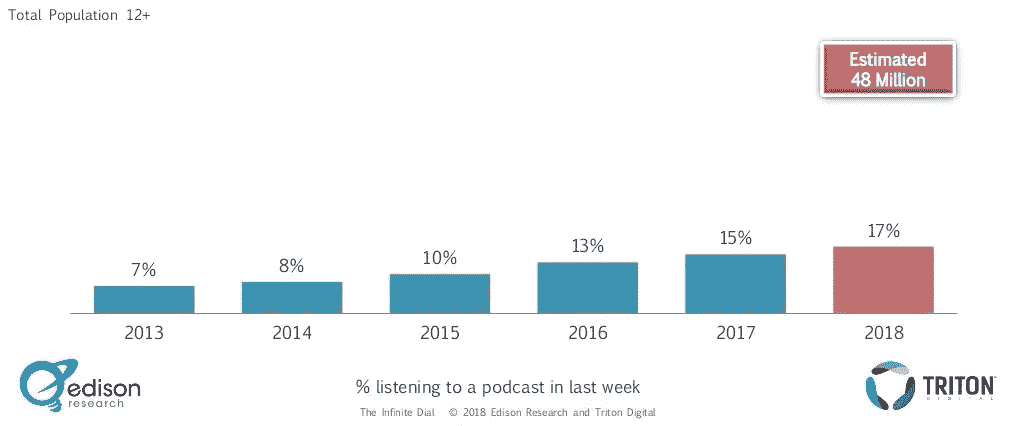 Total Population 12+
Estimated
48 Million
7%
8%
10%
13%
15%
17%
2013
2014
2015
2016
2017
2018
edison
research
% listening to a podcast in last week
TRITON
DIGITAL
The Infinite Dial © 2018 Edison Research and Triton Digital